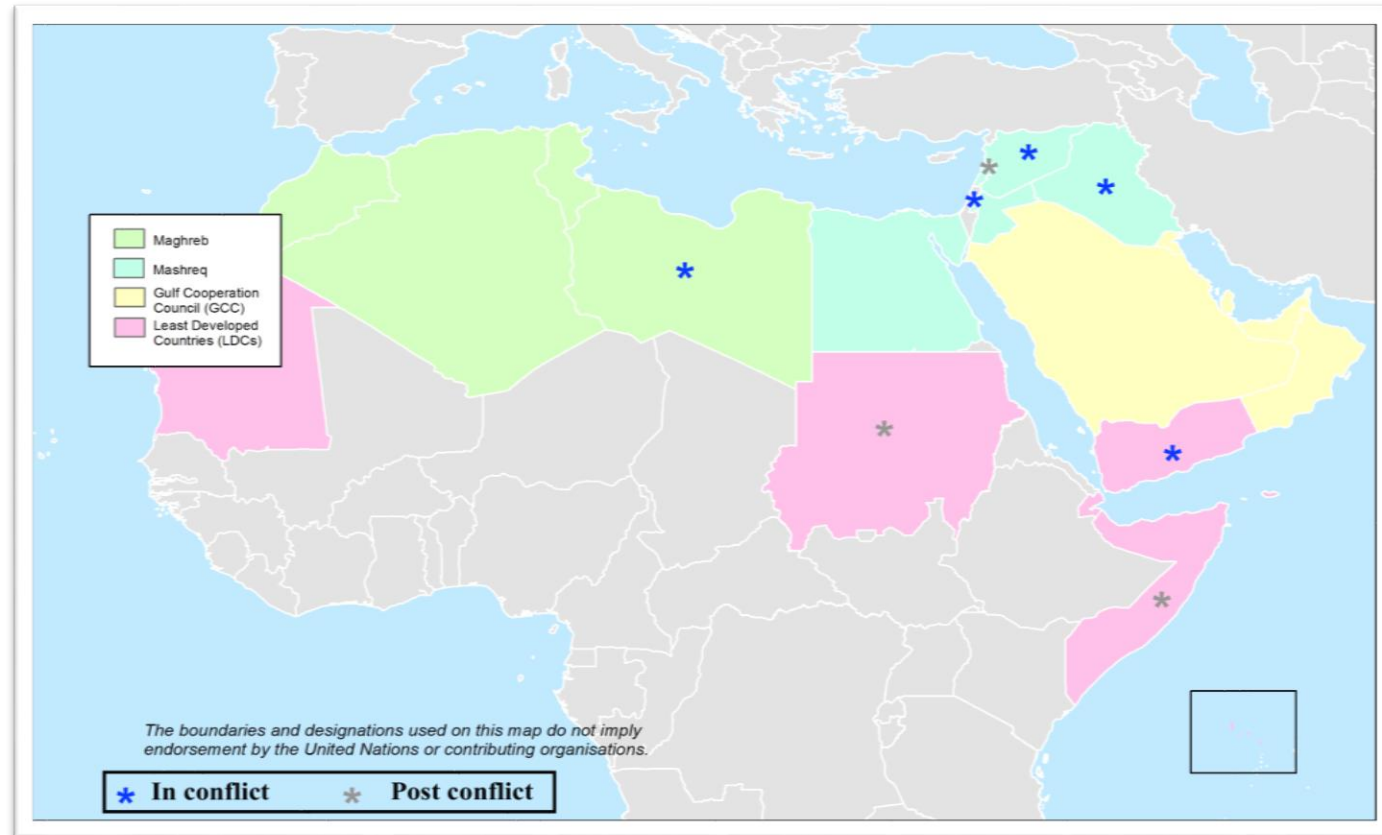 Maghreb
Mashreq
Gulf Cooperation
Council (GCC)
Least Developed
Countries (LDCs)
The boundaries and designations used on this map do not imply
endorsement by the United Nations or contributing organisations.
* In conflict * Post conflict